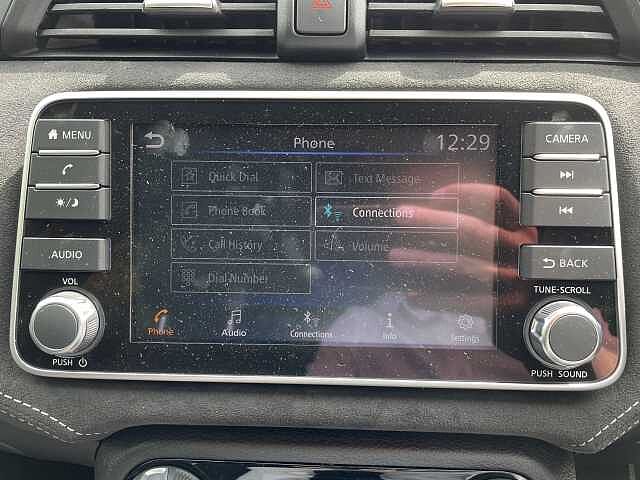 MENU
AUDIO
VOL
PUSH
Phone 12:29
Quick Dial Text Message
Phone Book Connections
Call History Volume
Dial Number
Phone Audio Connections Info Settings
CAMERA
BACK
TUNE-SCROLL
PUSH SOUND